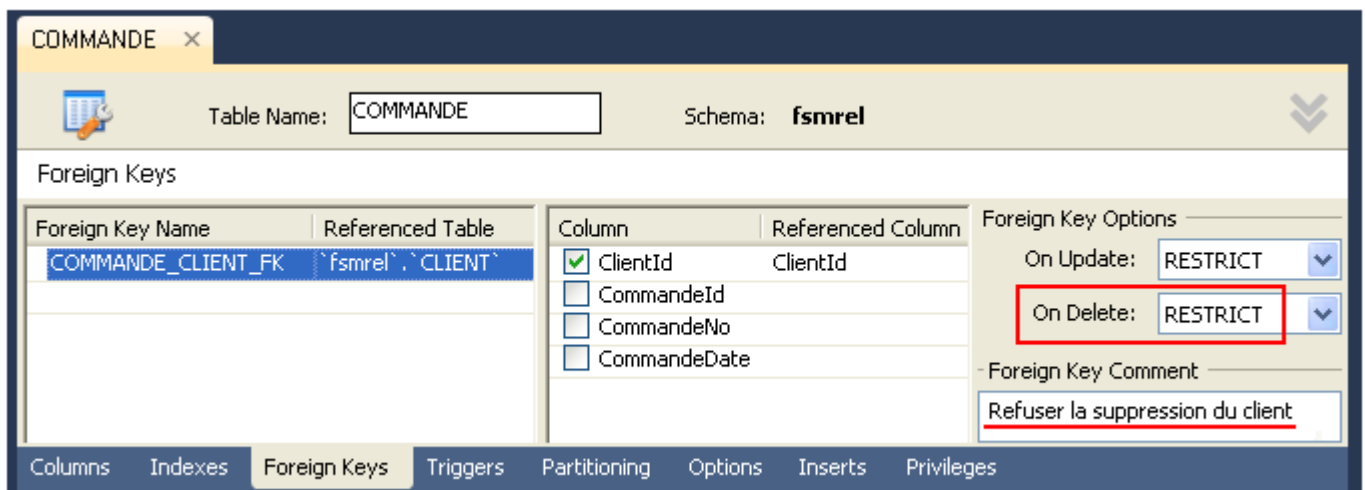 COMMANDE ×
Table Name: COMMANDE Schema: fsmrel
Foreign Keys
Foreign Key Name Referenced Table
COMMANDE_CLIENT_FK `fsmrel`.`CLIENT`
Column Referenced Column
ClientId ClientId
CommandeId
CommandeNo
CommandeDate
Foreign Key Options
On Update: RESTRICT
On Delete: RESTRICT
Foreign Key Comment
Refuser la suppression du client
Columns Indexes Foreign Keys Triggers Partitioning Options Inserts Privileges